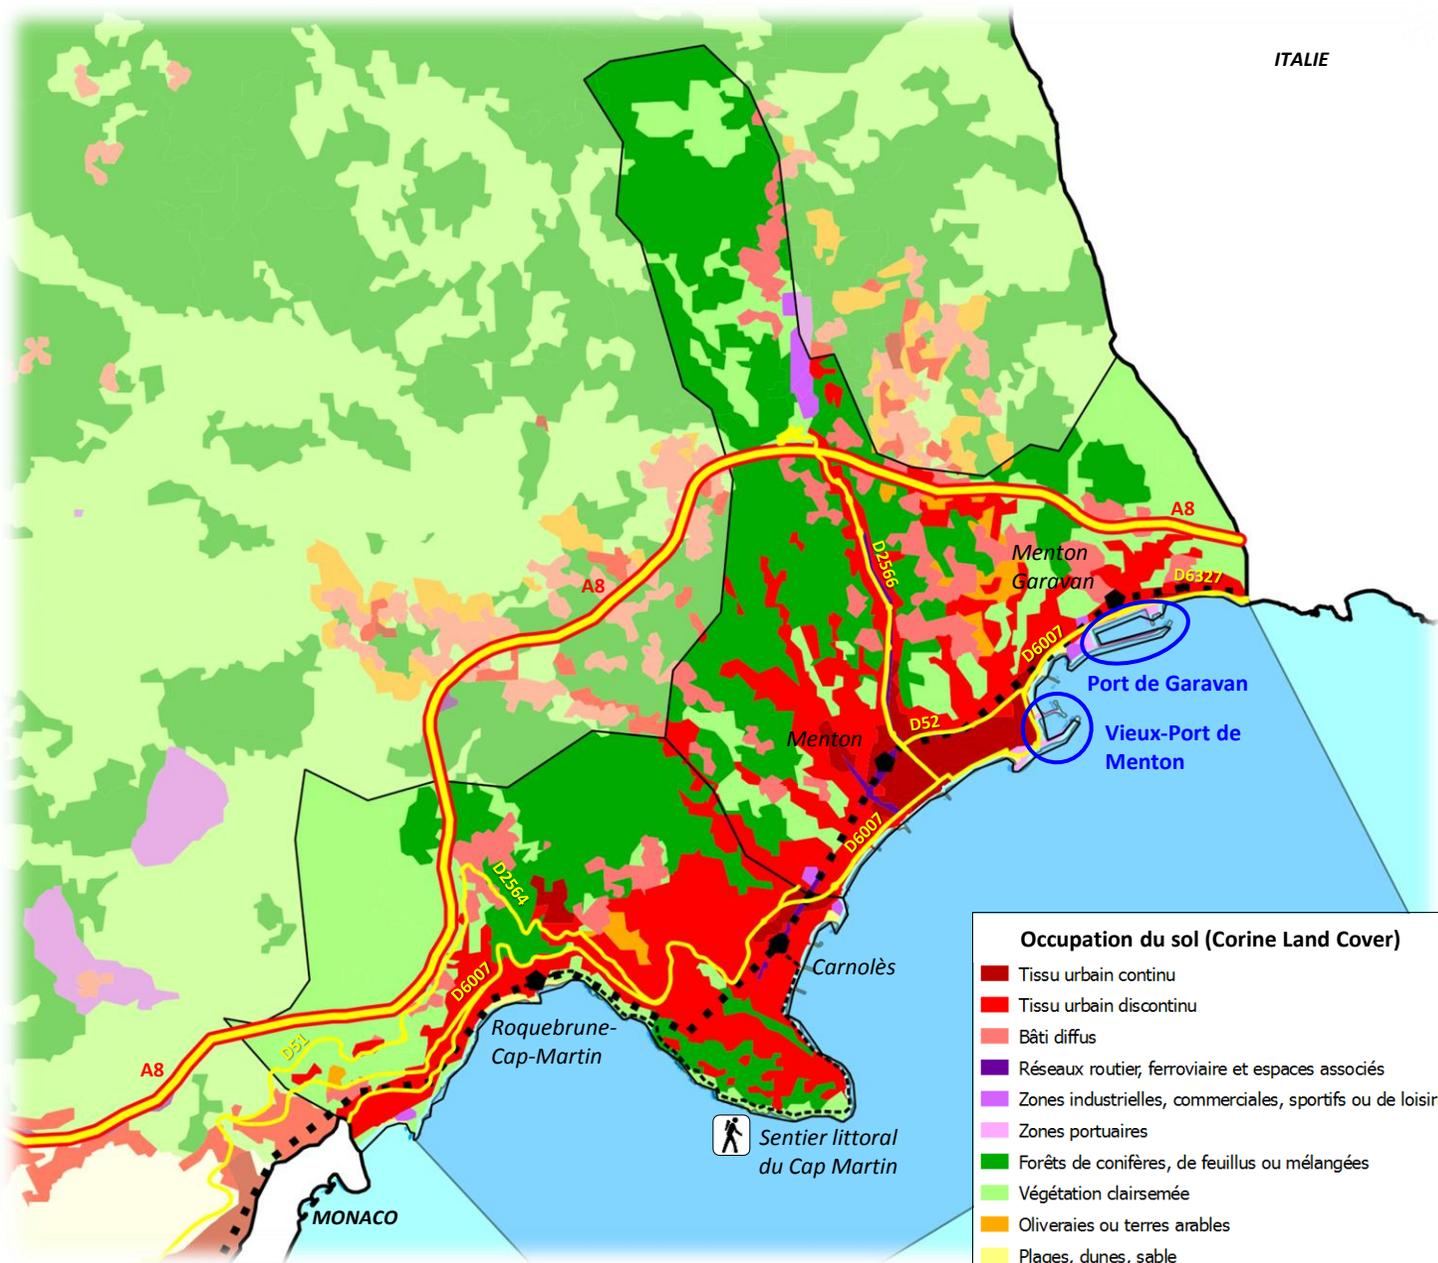 ITALIE
A8
Menton
Garavan
D2566
D6327
A8
D6007
Port de Garavan
D52
Vieux-Port de
Menton
Menton
D6007
D2564
Carnolès
D6007
Roquebrune-
Cap-Martin
D51
A8
Sentier littoral
du Cap Martin
MONACO
Occupation du sol (Corine Land Cover)
Tissu urbain continu
Tissu urbain discontinu
Bâti diffus
Réseaux routier, ferroviaire et espaces associés
Zones industrielles, commerciales, sportifs ou de loisir
Zones portuaires
Forêts de conifères, de feuillus ou mélangées
Végétation clairsemée
Oliveraies ou terres arables
Plages, dunes, sable